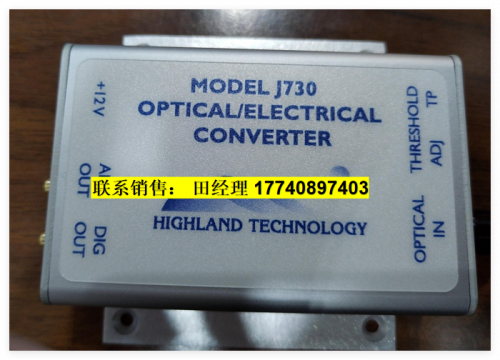 MODEL J730
OPTICAL/ELECTRICAL
CONVERTER
+12V
OUT
DIG
OUT
THRESHOLD
ADJ
TP
OPTICAL
IN
联系销售: 田经理 17740897403
HIGHLAND TECHNOLOGY